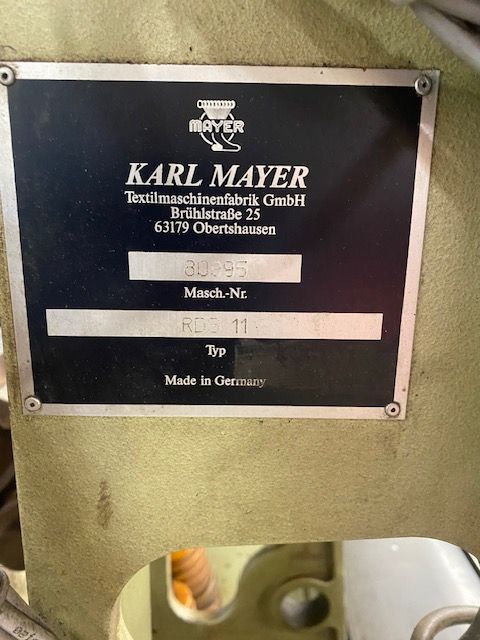 MAYER
KARL MAYER
Textilmaschinenfabrik GmbH
Brühlstraße 25
63179 Obertshausen
Masch.-Nr.
Typ
Made in Germany